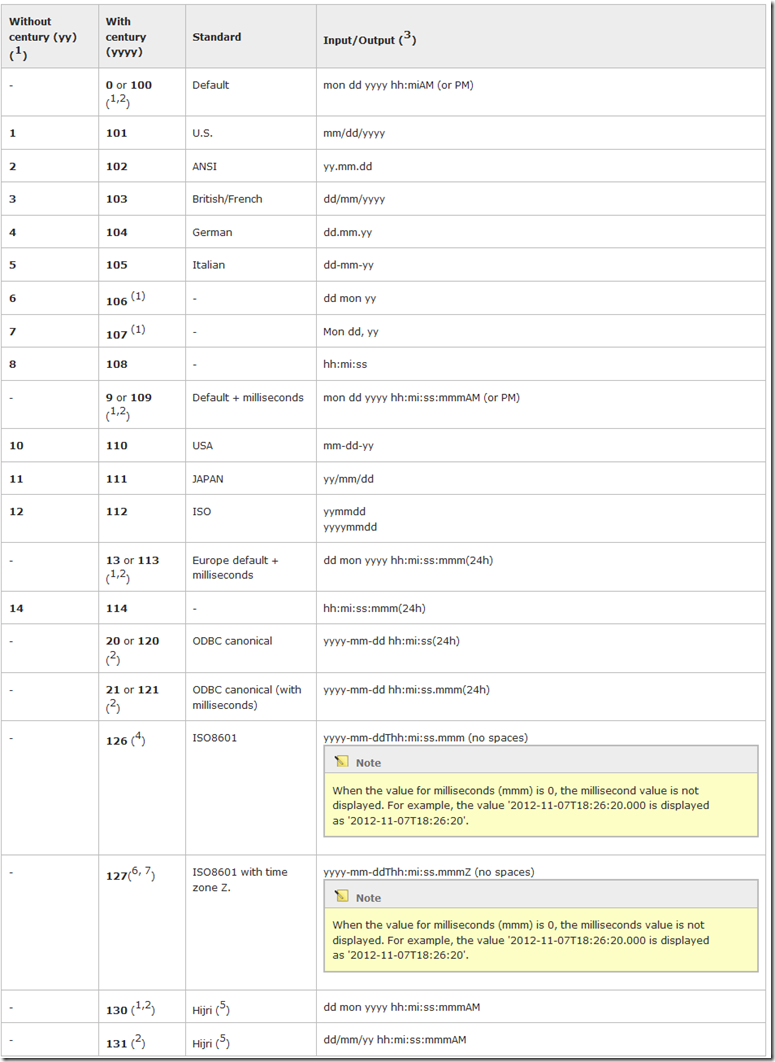 Without century (yy) (1) With century (yyyy) Standard Input/Output (3)
- 0 or 100 (1,2) Default mon dd yyyy hh:miAM (or PM)
1 101 U.S. mm/dd/yyyy
2 102 ANSI yy.mm.dd
3 103 British/French dd/mm/yyyy
4 104 German dd.mm.yy
5 105 Italian dd-mm-yy
6 106 (1) - dd mon yy
7 107 (1) - Mon dd, yy
8 108 - hh:mi:ss
- 9 or 109 (1,2) Default + milliseconds mon dd yyyy hh:mi:ss:mmmAM (or PM)
10 110 USA mm-dd-yy
11 111 JAPAN yy/mm/dd
12 112 ISO yymmdd
yyyymmdd
- 13 or 113 (1,2) Europe default + milliseconds dd mon yyyy hh:mi:ss:mmm(24h)
14 114 - hh:mi:ss:mmm(24h)
- 20 or 120 (2) ODBC canonical yyyy-mm-dd hh:mi:ss(24h)
- 21 or 121 (2) ODBC canonical (with milliseconds) yyyy-mm-dd hh:mi:ss.mmm(24h)
- 126 (4) ISO8601 yyyy-mm-ddThh:mi:ss.mmm (no spaces)
Note
When the value for milliseconds (mmm) is 0, the millisecond value is not
displayed. For example, the value '2012-11-07T18:26:20.000 is displayed
as '2012-11-07T18:26:20'.
- 127(6, 7) ISO8601 with time zone Z. yyyy-mm-ddThh:mi:ss.mmmZ (no spaces)
Note
When the value for milliseconds (mmm) is 0, the milliseconds value is not
displayed. For example, the value '2012-11-07T18:26:20.000 is displayed
as '2012-11-07T18:26:20'.
- 130 (1,2) Hijri (5) dd mon yyyy hh:mi:ss:mmmAM
- 131 (2) Hijri (5) dd/mm/yy hh:mi:ss:mmmAM